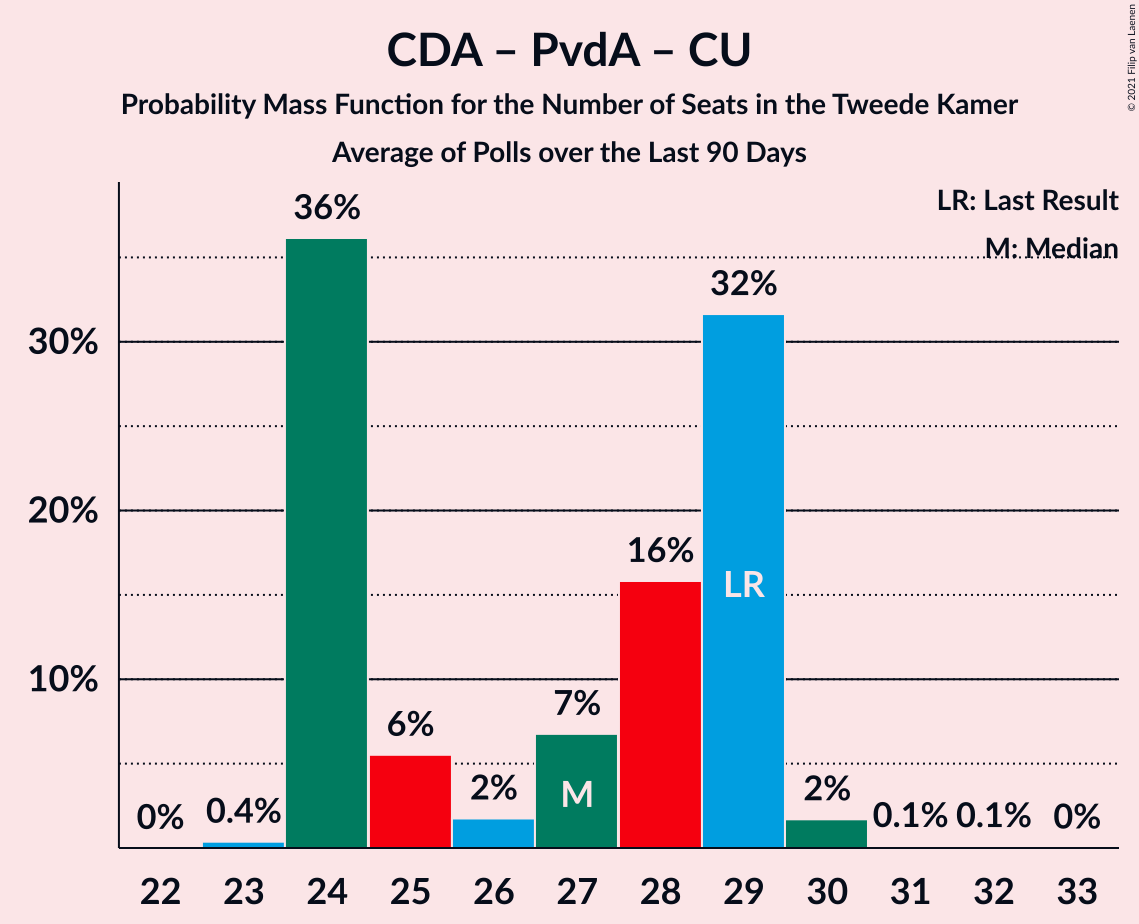 CDA – PvdA – CU
Probability Mass Function for the Number of Seats in the Tweede Kamer
Average of Polls over the Last 90 Days
© 2021 Filip van Laenen
LR: Last Result
M: Median
36%
32%
30%
20%
16%
LR
10%
7%
6%
M
2%
2%
0.4%
0%
0.1%
0.1%
0%
22 23 24 25 26 27 28 29 30 31 32 33